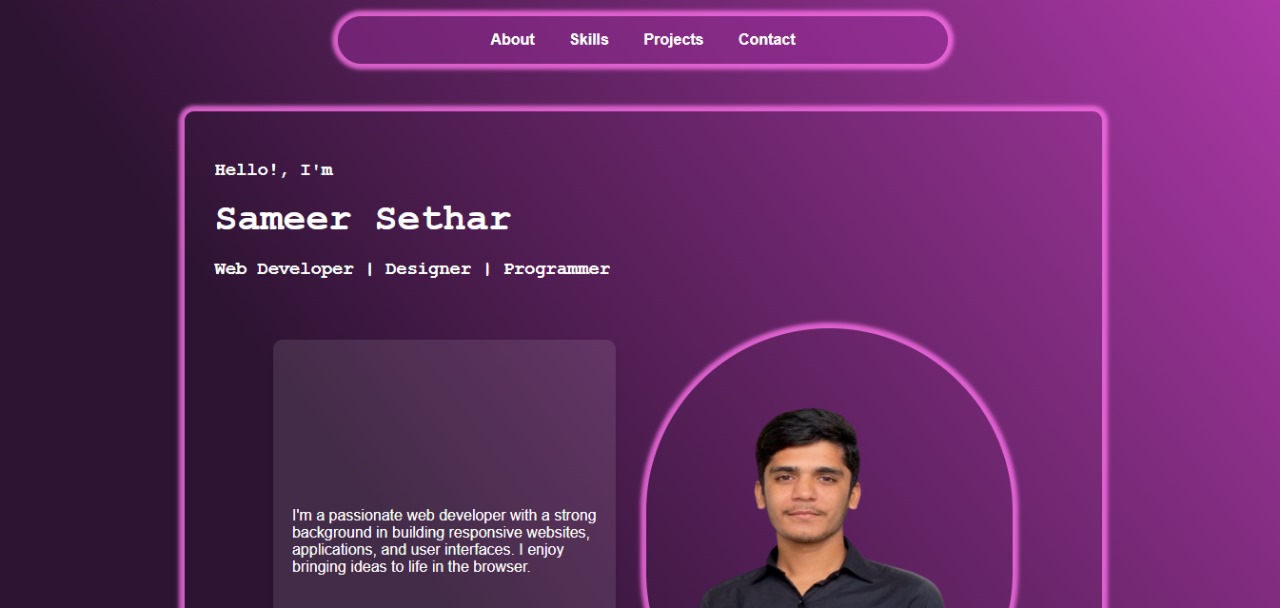 About Skills Projects Contact
Hello!, I'm
Sameer Sethar
Web Developer | Designer | Programmer
I'm a passionate web developer with a strong
background in building responsive websites,
applications, and user interfaces. I enjoy
bringing ideas to life in the browser.